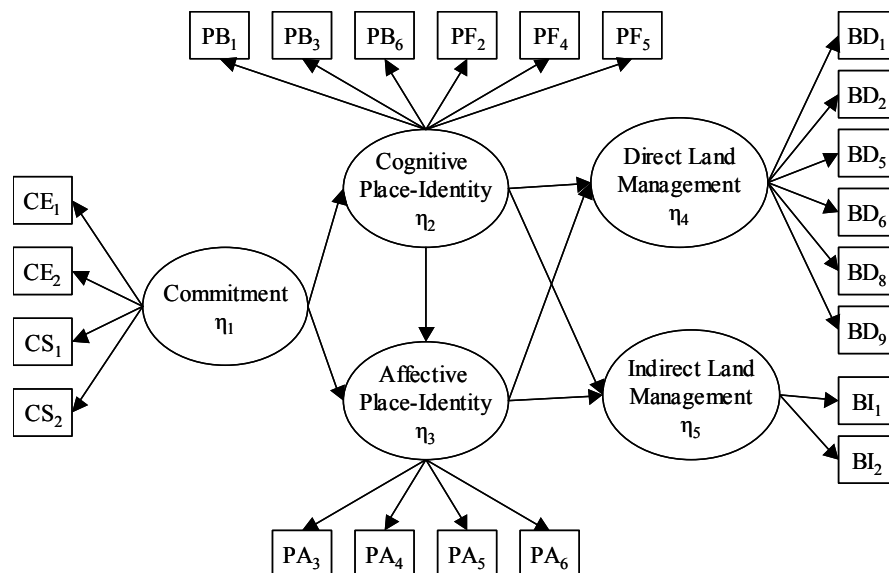 PB₁ PB₃ PB₆ PF₂ PF₄ PF₅
BD₁
BD₂
BD₅
BD₆
BD₈
BD₉
BI₁
BI₂
CE₁
CE₂
CS₁
CS₂
Commitment
η₁
Cognitive
Place-Identity
η₂
Affective
Place-Identity
η₃
Direct Land
Management
η₄
Indirect Land
Management
η₅
PA₃ PA₄ PA₅ PA₆